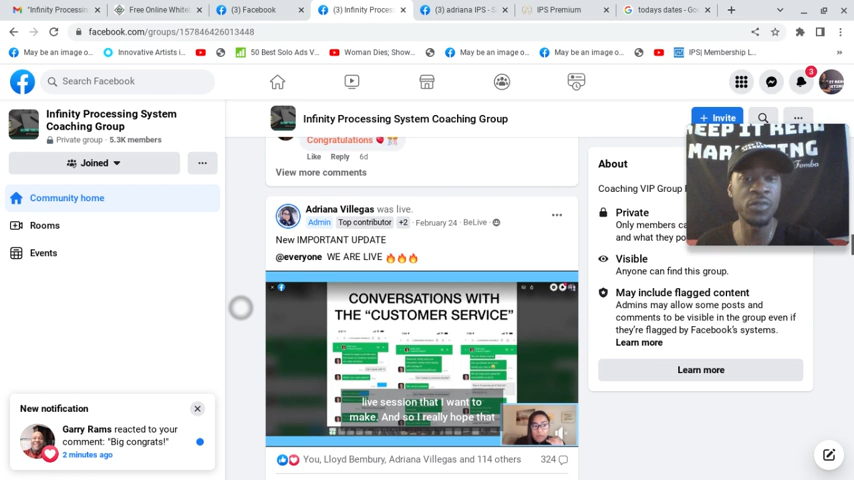 "Infinity Processin
Free Online Whitel
(3) Facebook
(3) Infinity Processin
(3) adriana IPS - S
IPS Premium
todays dates - Goo
facebook.com/groups/157846426013448
May be an image o...
Innovative Artists i...
50 Best Solo Ads V...
Woman Dies; Show...
May be an image o...
May be an image o...
IPS| Membership L...
Search Facebook
3
Infinity Processing System
Coaching Group
Private group · 5.3K members
Joined
Community home
Rooms
Events
Infinity Processing System Coaching Group
Invite
Congratulations
Like Reply 6d
View more comments
Adriana Villegas was live.
Admin Top contributor +2 · February 24 · BeLive ·
New IMPORTANT UPDATE
@everyone WE ARE LIVE 🔥🔥🔥
CONVERSATIONS WITH
THE "CUSTOMER SERVICE"
live session that I want to
make. And so I really hope that
You, Lloyd Bembury, Adriana Villegas and 114 others
324
About
Coaching VIP Group
Private
Only members ca
and what they po
Visible
Anyone can find this group.
May include flagged content
Admins may allow some posts and
comments to be visible in the group even if
they're flagged by Facebook's systems.
Learn more
Learn more
KEEP IT REAL
MARKETING
New notification
Garry Rams reacted to your
comment: "Big congrats!"
2 minutes ago